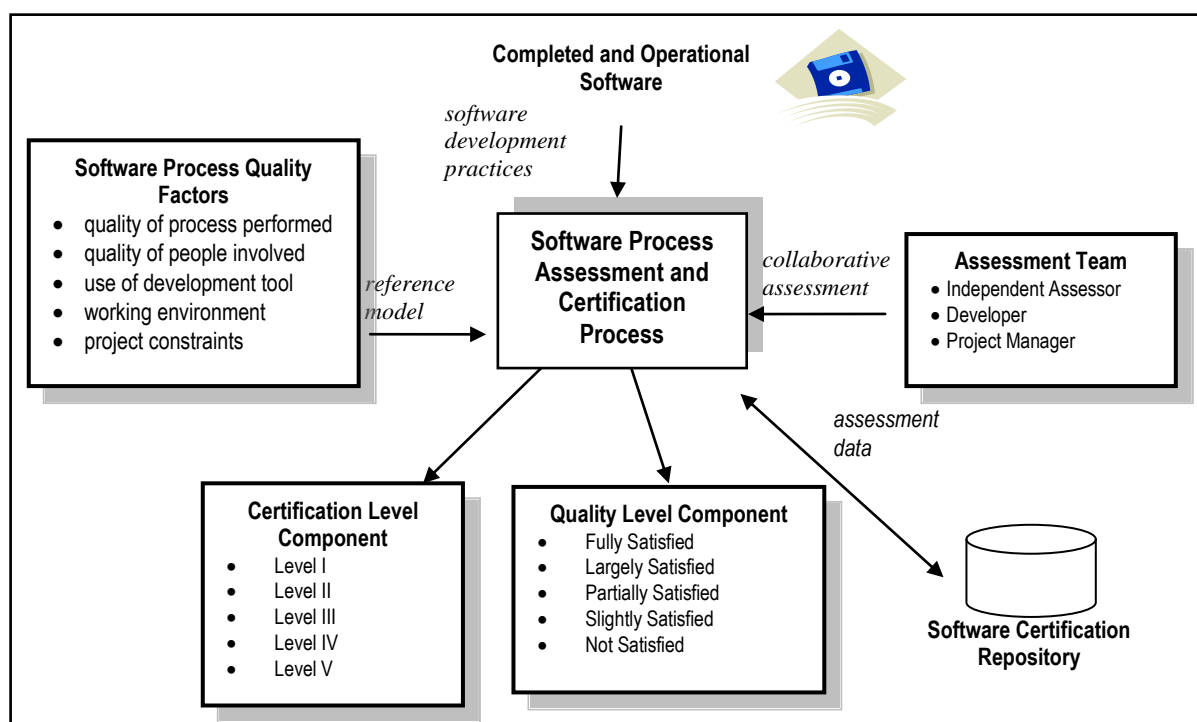 Completed and Operational
Software
software
development
practices
Software Process Quality
Factors
• quality of process performed
• quality of people involved
• use of development tool
• working environment
• project constraints
reference
model
Software Process
Assessment and
Certification
Process
collaborative
assessment
Assessment Team
• Independent Assessor
• Developer
• Project Manager
assessment
data
Certification Level
Component
• Level I
• Level II
• Level III
• Level IV
• Level V
Quality Level Component
• Fully Satisfied
• Largely Satisfied
• Partially Satisfied
• Slightly Satisfied
• Not Satisfied
Software Certification
Repository